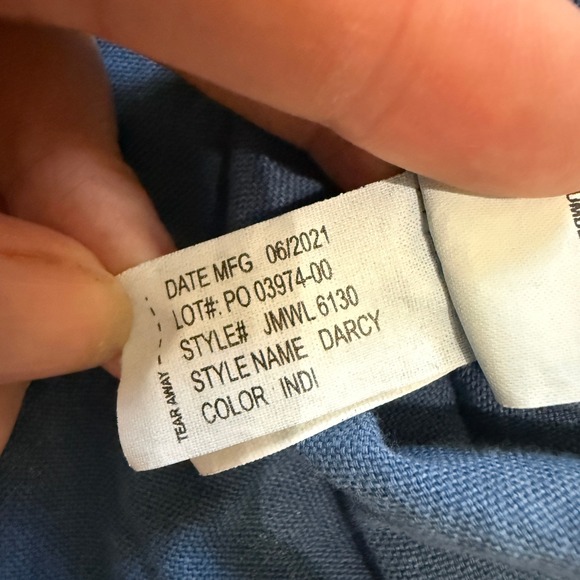 DATE MFG 06/2021
LOT#: PO 03974-00
STYLE# JMWL 6130
STYLE NAME DARCY
COLOR INDI
TEAR AWAY